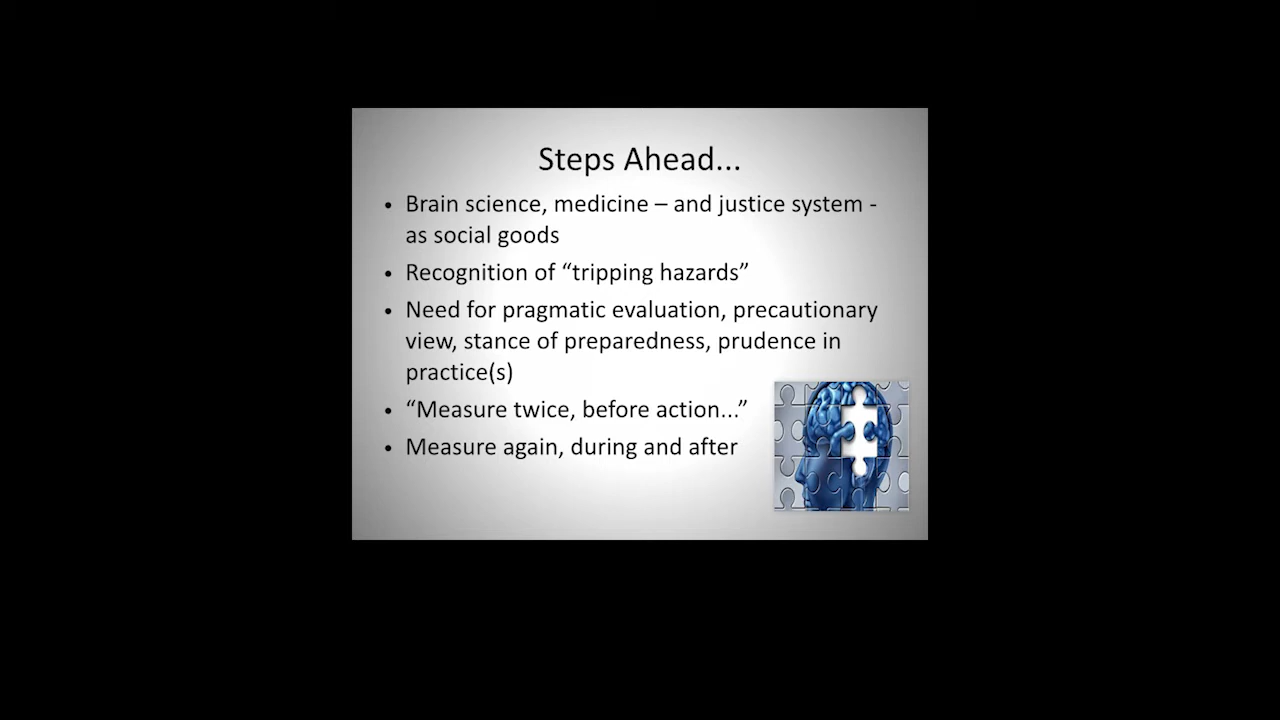 Steps Ahead...
• Brain science, medicine – and justice system -
as social goods
• Recognition of “tripping hazards”
• Need for pragmatic evaluation, precautionary
view, stance of preparedness, prudence in
practice(s)
• “Measure twice, before action...”
• Measure again, during and after